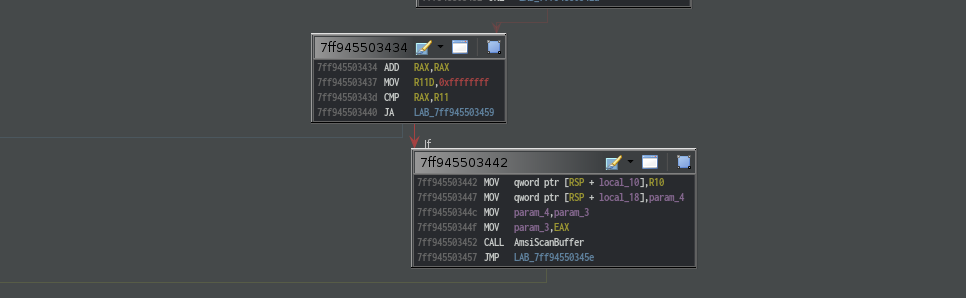 7ff945503434
7ff945503434 ADD RAX,RAX
7ff945503437 MOV R11D,0xffffffff
7ff94550343d CMP RAX,R11
7ff945503440 JA LAB_7ff945503459
If
7ff945503442
7ff945503442 MOV qword ptr [RSP + local_10],R10
7ff945503447 MOV qword ptr [RSP + local_18],param_4
7ff94550344c MOV param_4,param_3
7ff94550344f MOV param_3,EAX
7ff945503452 CALL AmsiScanBuffer
7ff945503457 JMP LAB_7ff94550345e